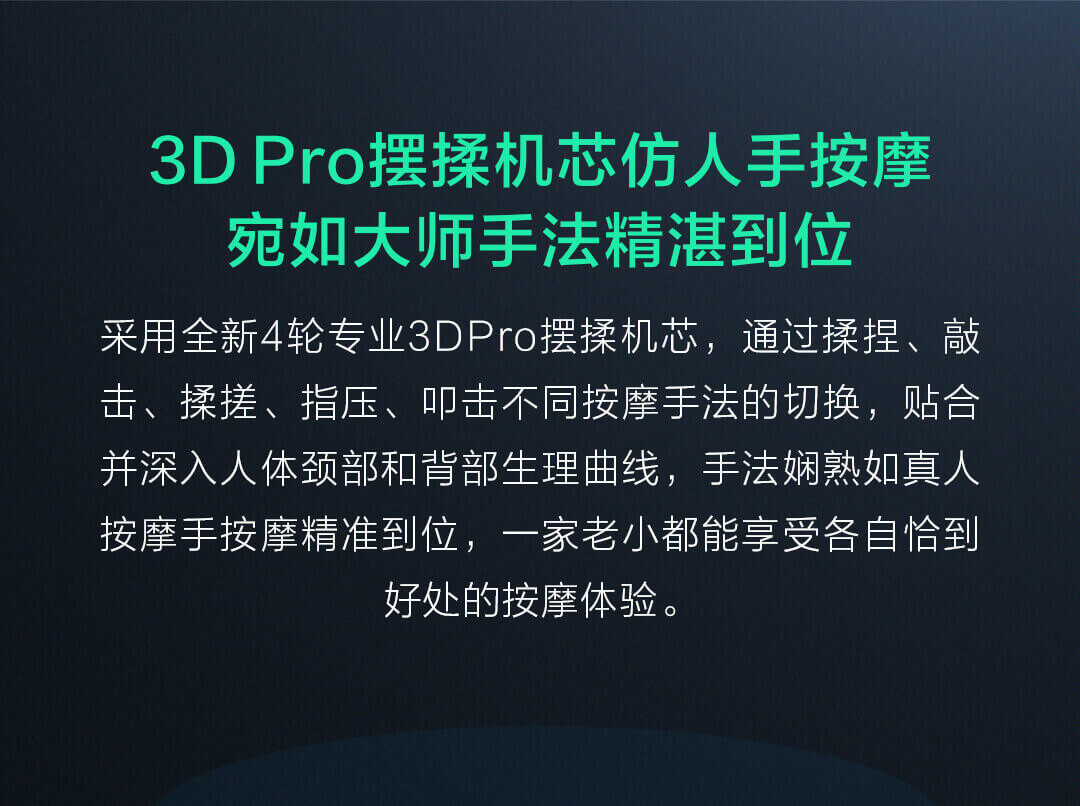 3D Pro摆揉机芯仿人手按摩
宛如大师手法精湛到位
采用全新4轮专业3DPro摆揉机芯，通过揉捏、敲
击、揉搓、指压、叩击不同按摩手法的切换，贴合
并深入人体颈部和背部生理曲线，手法娴熟如真人
按摩手按摩精准到位，一家老小都能享受各自恰到
好处的按摩体验。